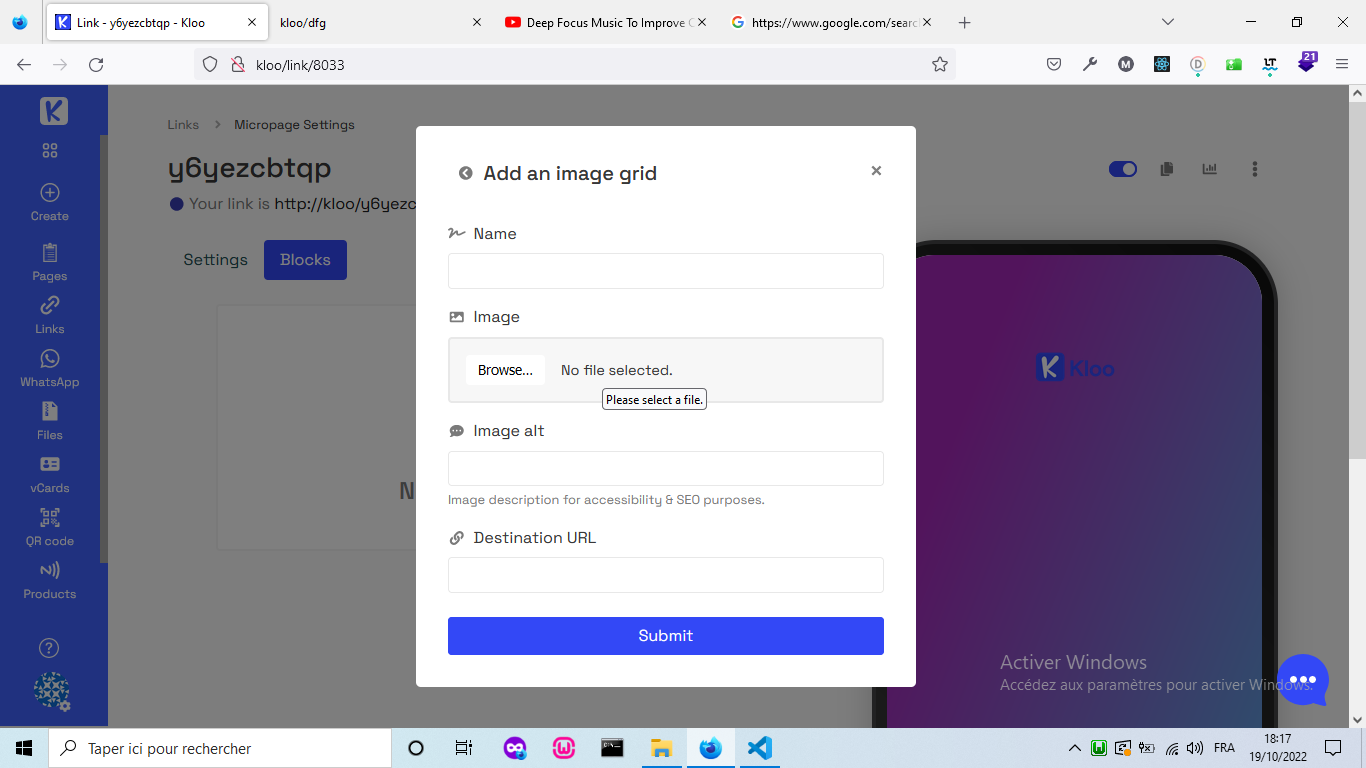 Link - y6yezcbtqp - Kloo
kloo/dfg
Deep Focus Music To Improve
https://www.google.com/searc
kloo/link/8033
M
D
LT
21
Links > Micropage Settings
y6yezcbtqp
Your link is http://kloo/y6yezc
Settings
Blocks
Create
Pages
Links
WhatsApp
Files
vCards
QR code
Products
Add an image grid
Name
Image
Browse...
No file selected.
Please select a file.
Image alt
Image description for accessibility & SEO purposes.
Destination URL
Submit
N
Kloo
Activer Windows
Accédez aux paramètres pour activer Windows.
Taper ici pour rechercher
FRA
18:17
19/10/2022